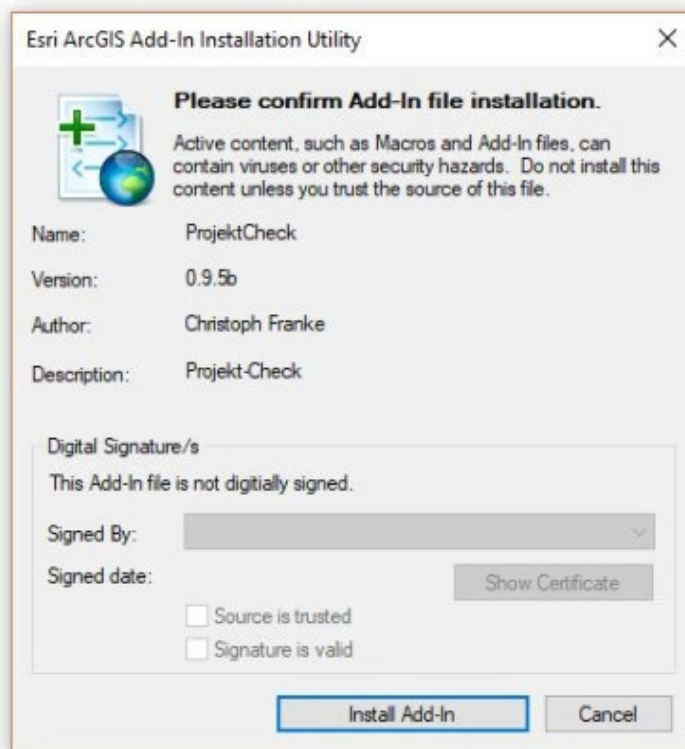 Esri ArcGIS Add-In Installation Utility
Please confirm Add-In file installation.
Active content, such as Macros and Add-In files, can
contain viruses or other security hazards. Do not install this
content unless you trust the source of this file.
Name: ProjektCheck
Version: 0.9.5b
Author: Christoph Franke
Description: Projekt-Check
Digital Signature/s
This Add-In file is not digitially signed.
Signed By:
Signed date: Show Certificate
Source is trusted
Signature is valid
Install Add-In Cancel